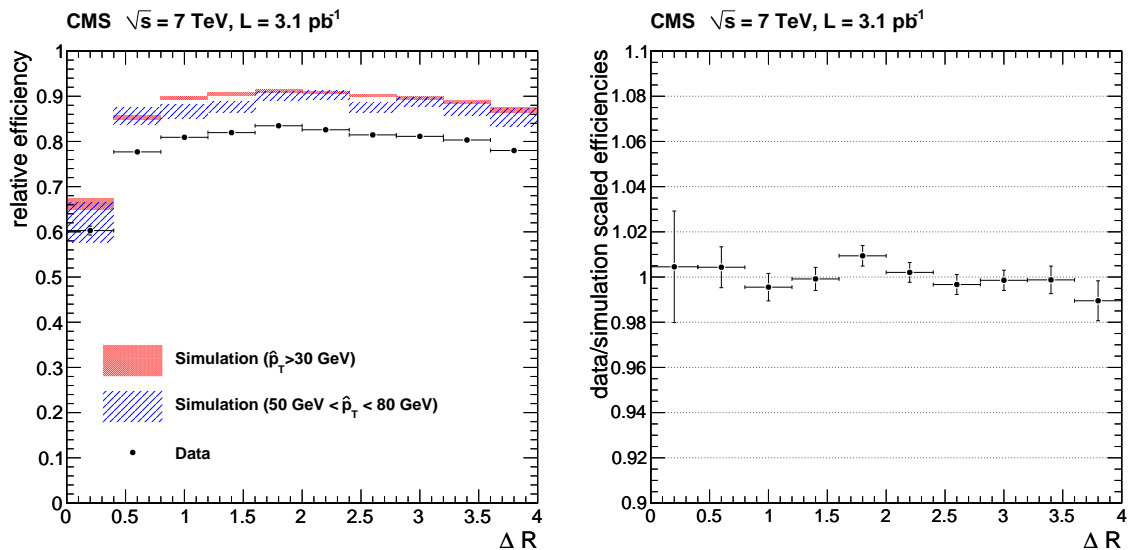 CMS √s = 7 TeV, L = 3.1 pb⁻¹
relative efficiency
1
0.9
0.8
0.7
0.6
0.5
0.4
0.3
0.2
0.1
0
Simulation (p̂_T>30 GeV)
Simulation (50 GeV < p̂_T < 80 GeV)
Data
0 0.5 1 1.5 2 2.5 3 3.5 4
Δ R
CMS √s = 7 TeV, L = 3.1 pb⁻¹
data/simulation scaled efficiencies
1.1
1.08
1.06
1.04
1.02
1
0.98
0.96
0.94
0.92
0.9
0 0.5 1 1.5 2 2.5 3 3.5 4
Δ R